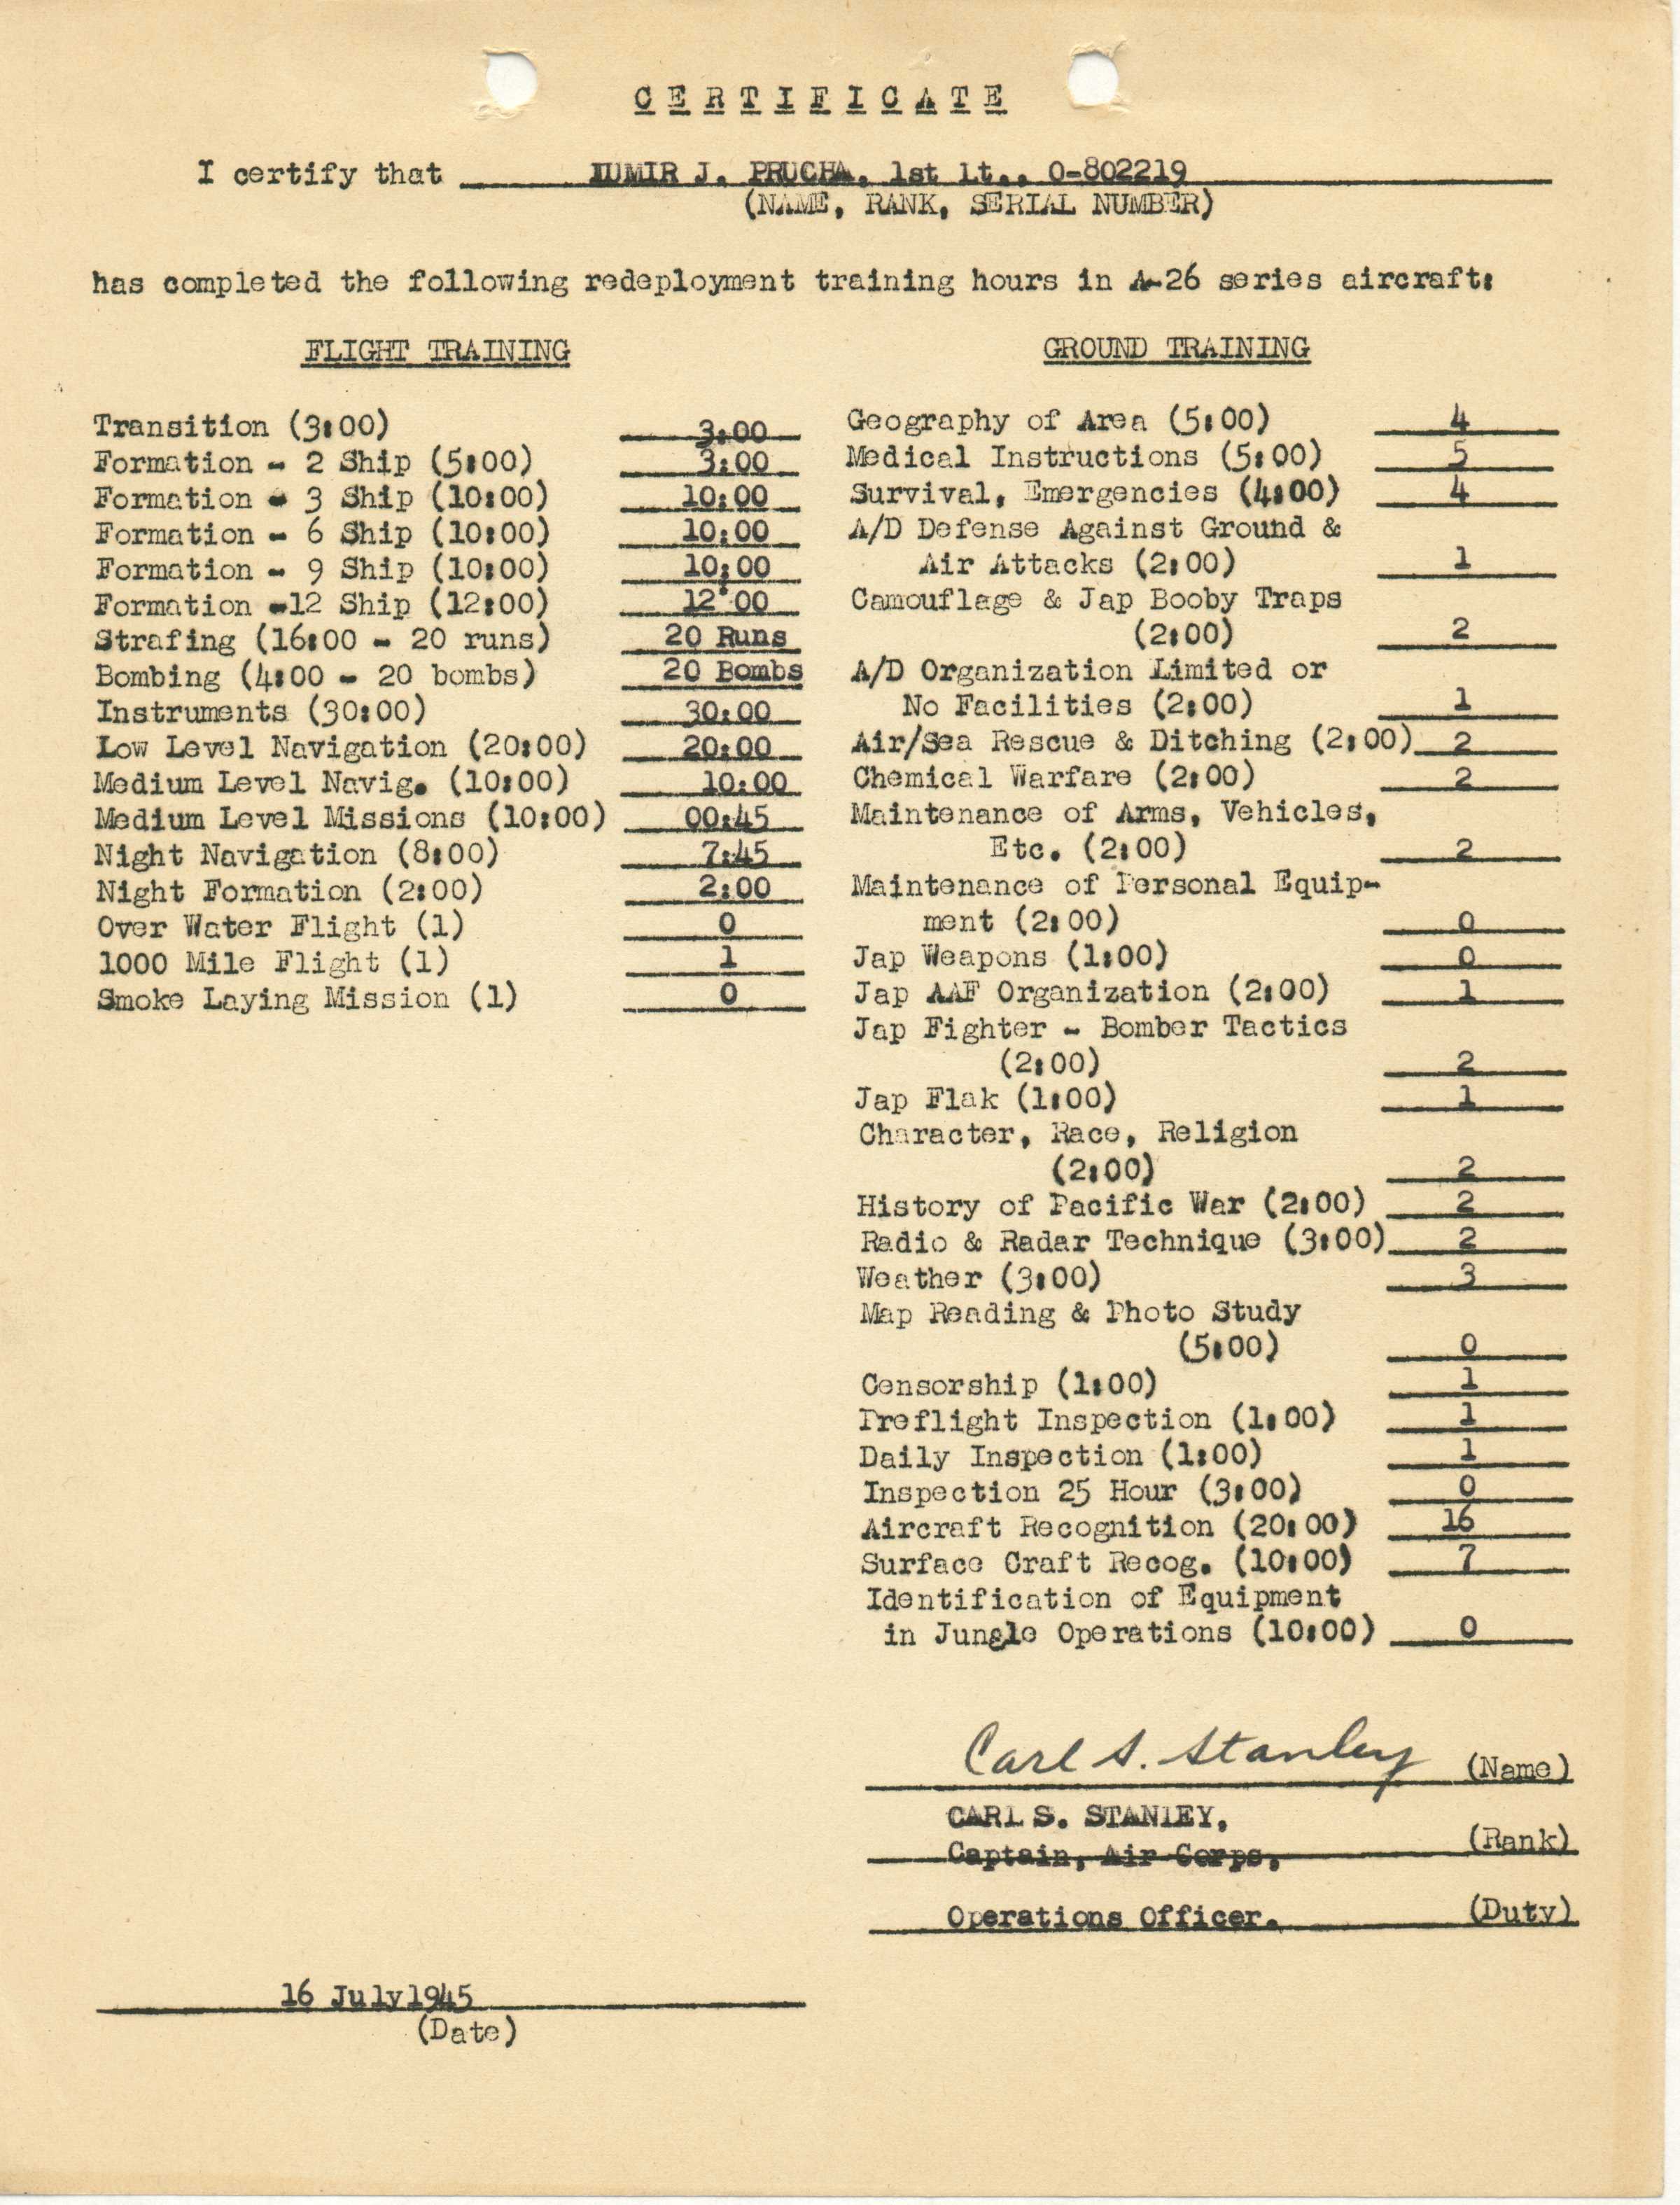 CERTIFICATE
I certify that LUMIR J. PRUCHA, 1st Lt., O-802219
(NAME, RANK, SERIAL NUMBER)
has completed the following redeployment training hours in A-26 series aircraft:
FLIGHT TRAINING
Transition (3:00) 3:00
Formation - 2 Ship (5:00) 3:00
Formation - 3 Ship (10:00) 10:00
Formation - 6 Ship (10:00) 10:00
Formation - 9 Ship (10:00) 10:00
Formation -12 Ship (12:00) 12:00
Strafing (16:00 - 20 runs) 20 Runs
Bombing (4:00 - 20 bombs) 20 Bombs
Instruments (30:00) 30:00
Low Level Navigation (20:00) 20:00
Medium Level Navig. (10:00) 10:00
Medium Level Missions (10:00) 00:45
Night Navigation (8:00) 7:45
Night Formation (2:00) 2:00
Over Water Flight (1) 0
1000 Mile Flight (1) 1
Smoke Laying Mission (1) 0
GROUND TRAINING
Geography of Area (5:00) 4
Medical Instructions (5:00) 5
Survival, Emergencies (4:00) 4
A/D Defense Against Ground &
Air Attacks (2:00) 1
Camouflage & Jap Booby Traps
(2:00) 2
A/D Organization Limited or
No Facilities (2:00) 1
Air/Sea Rescue & Ditching (2:00) 2
Chemical Warfare (2:00) 2
Maintenance of Arms, Vehicles,
Etc. (2:00) 2
Maintenance of Personal Equip-
ment (2:00) 0
Jap Weapons (1:00) 0
Jap AAF Organization (2:00) 1
Jap Fighter - Bomber Tactics
(2:00) 2
Jap Flak (1:00) 1
Character, Race, Religion
(2:00) 2
History of Pacific War (2:00) 2
Radio & Radar Technique (3:00) 2
Weather (3:00) 3
Map Reading & Photo Study
(5:00) 0
Censorship (1:00) 1
Preflight Inspection (1:00) 1
Daily Inspection (1:00) 1
Inspection 25 Hour (3:00) 0
Aircraft Recognition (20:00) 16
Surface Craft Recog. (10:00) 7
Identification of Equipment
in Jungle Operations (10:00) 0
Carl S. Stanley (Name)
CARL S. STANLEY,
Captain, Air Corps, (Rank)
Operations Officer. (Duty)
16 July 1945
(Date)